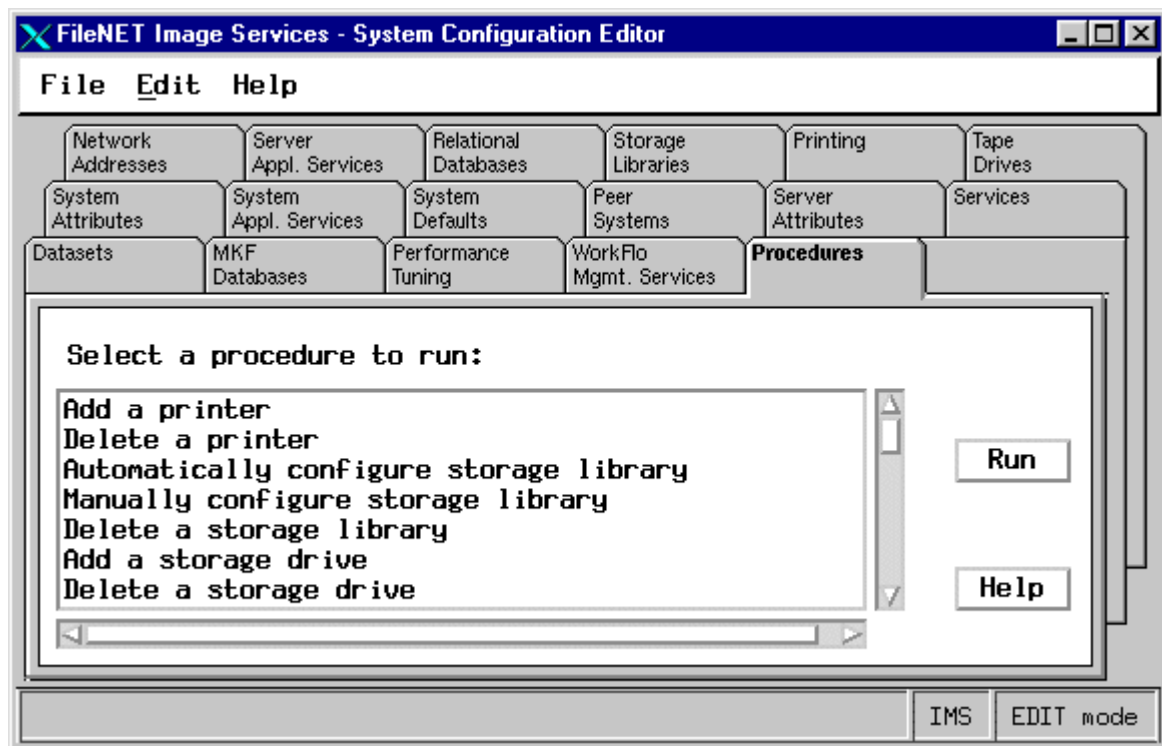 FileNET Image Services - System Configuration Editor
File Edit Help
Network Addresses
Server Appl. Services
Relational Databases
Storage Libraries
Printing
Tape Drives
System Attributes
System Appl. Services
System Defaults
Peer Systems
Server Attributes
Services
Datasets
MKF Databases
Performance Tuning
WorkFlo Mgmt. Services
Procedures
Select a procedure to run:
Add a printer
Delete a printer
Automatically configure storage library
Manually configure storage library
Delete a storage library
Add a storage drive
Delete a storage drive
Run
Help
IMS
EDIT mode